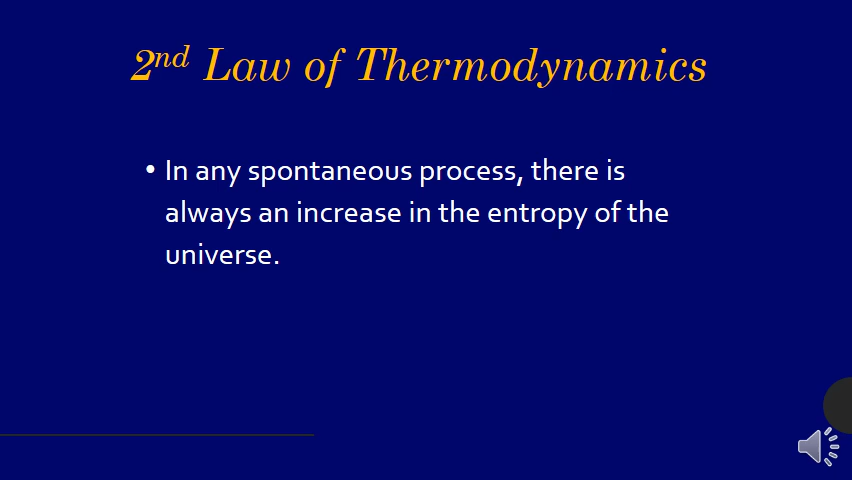 2nd Law of Thermodynamics
• In any spontaneous process, there is
always an increase in the entropy of the
universe.